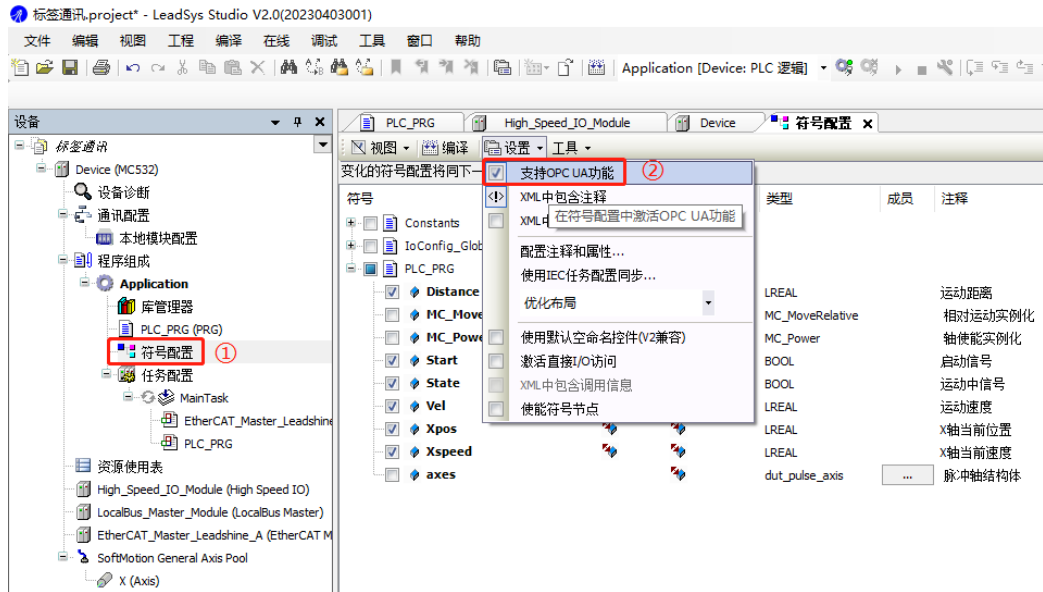 标签通讯.project* - LeadSys Studio V2.0(20230403001)
文件 编辑 视图 工程 编译 在线 调试 工具 窗口 帮助
Application [Device: PLC 逻辑]
设备
PLC_PRG High_Speed_IO_Module Device 符号配置
标签通讯
视图 编译 设置 工具
Device (MC532)
变化的符号配置将同下一
支持OPC UA功能 ②
设备诊断
符号 类型 成员 注释
XML中包含注释
通讯配置
XML中
在符号配置中激活OPC UA功能
Constants
本地模块配置
IoConfig_Glob
配置注释和属性...
程序组成
PLC_PRG
使用IEC任务配置同步...
Application
Distance LREAL 运动距离
优化布局
库管理器
MC_Move MC_MoveRelative 相对运动实例化
PLC_PRG (PRG)
MC_Powe MC_Power 轴使能实例化
使用默认空命名控件(V2兼容)
符号配置 ①
Start BOOL 启动信号
激活直接I/O访问
任务配置
State BOOL 运动中信号
XML中包含调用信息
MainTask
Vel LREAL 运动速度
使能符号节点
EtherCAT_Master_Leadshine
Xpos LREAL X轴当前位置
PLC_PRG
Xspeed LREAL X轴当前速度
资源使用表
axes dut_pulse_axis ... 脉冲轴结构体
High_Speed_IO_Module (High Speed IO)
LocalBus_Master_Module (LocalBus Master)
EtherCAT_Master_Leadshine_A (EtherCAT M
SoftMotion General Axis Pool
X (Axis)